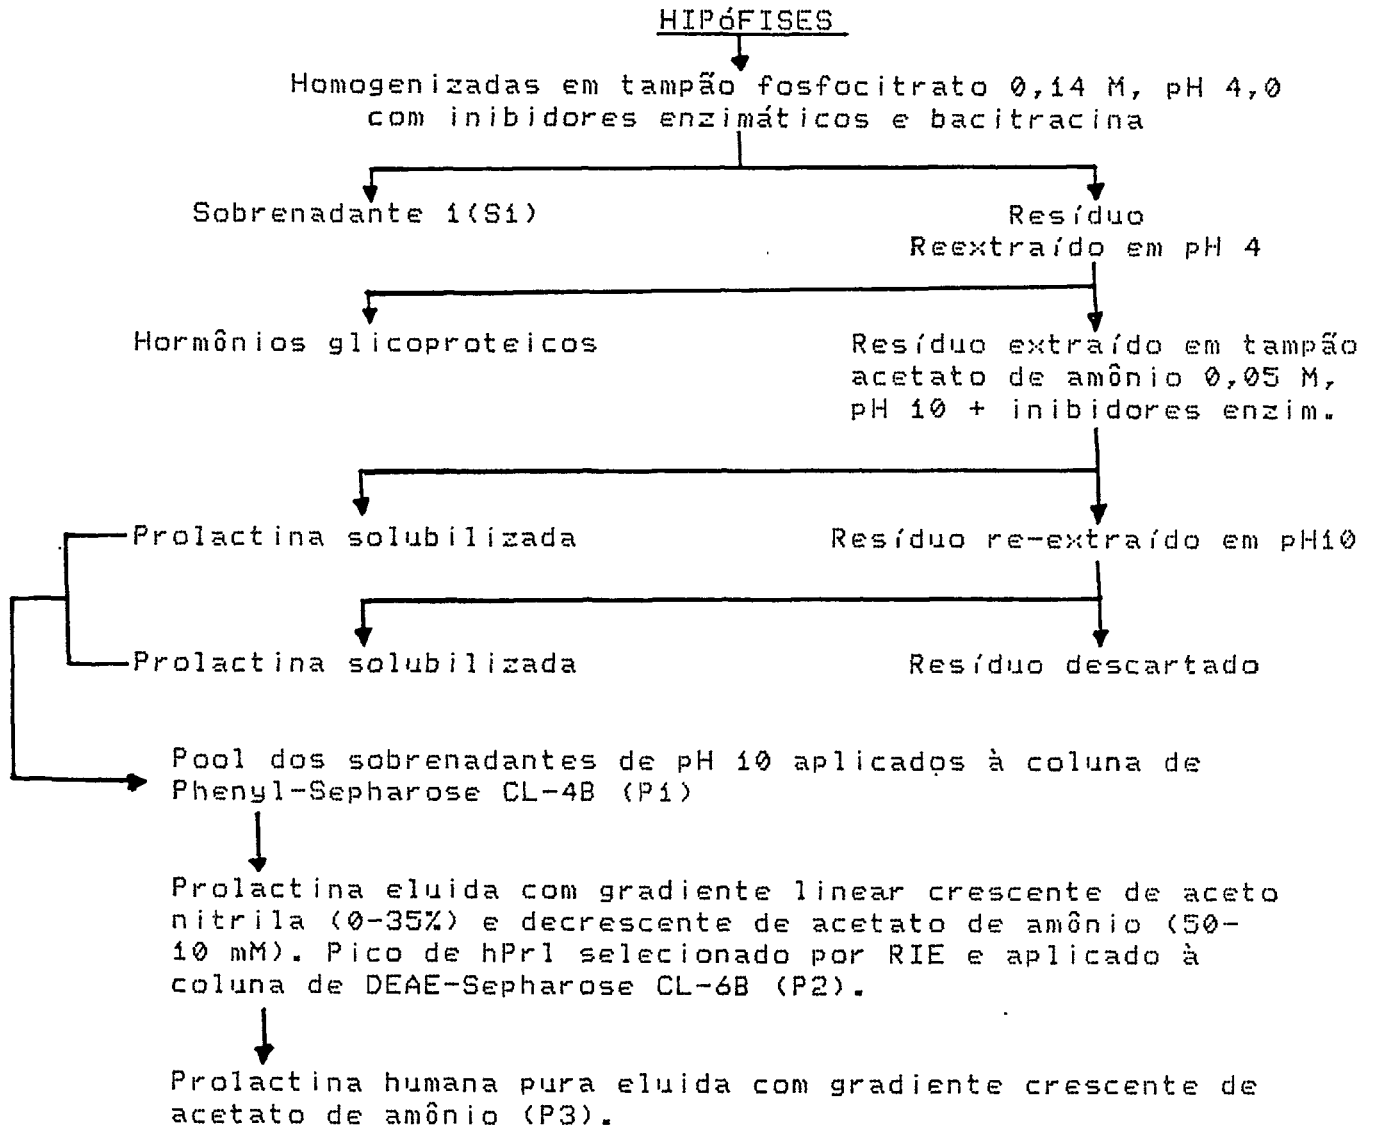 HIPóFISES
Homogenizadas em tampão fosfocitrato 0,14 M, pH 4,0
com inibidores enzimáticos e bacitracina
Sobrenadante 1(S1)
Resíduo
Reextraído em pH 4
Hormônios glicoproteicos
Resíduo extraído em tampão
acetato de amônio 0,05 M,
pH 10 + inibidores enzim.
Prolactina solubilizada
Resíduo re-extraído em pH10
Prolactina solubilizada
Resíduo descartado
Pool dos sobrenadantes de pH 10 aplicados à coluna de
Phenyl-Sepharose CL-4B (P1)
Prolactina eluida com gradiente linear crescente de aceto
nitrila (0-35%) e decrescente de acetato de amônio (50-
10 mM). Pico de hPrl selecionado por RIE e aplicado à
coluna de DEAE-Sepharose CL-6B (P2).
Prolactina humana pura eluida com gradiente crescente de
acetato de amônio (P3).